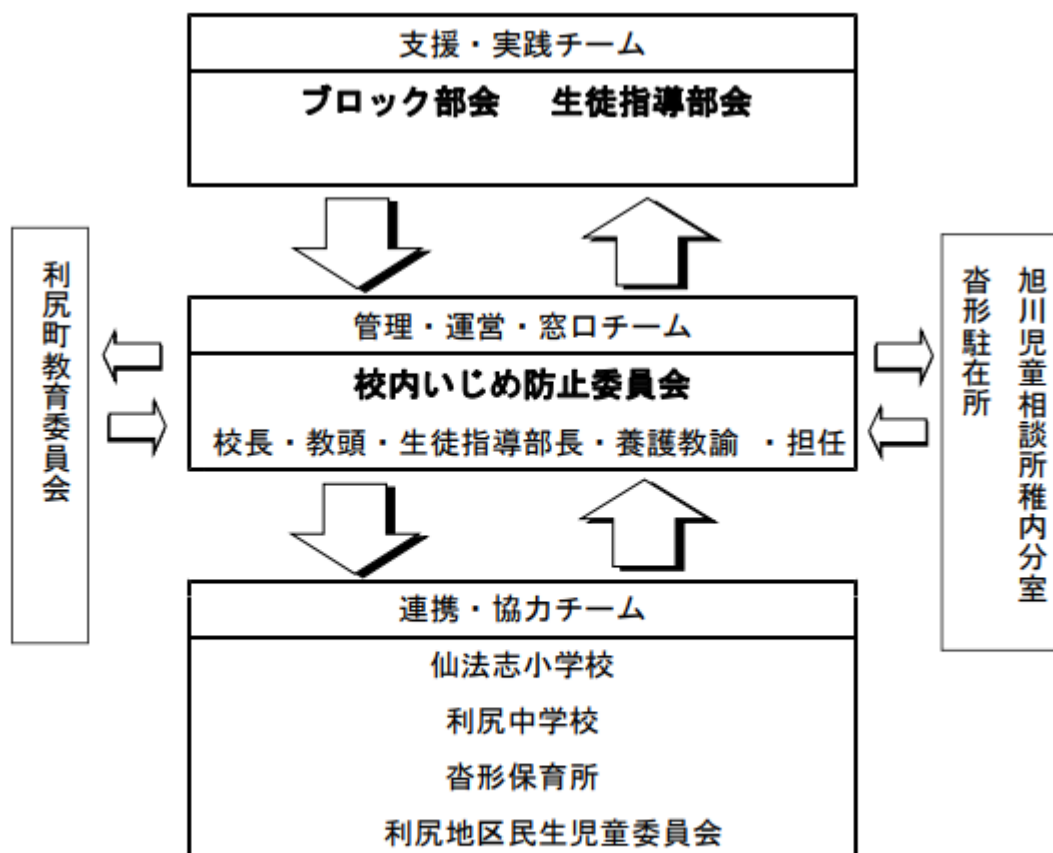 支援・実践チーム
ブロック部会 生徒指導部会
利尻町教育委員会
管理・運営・窓口チーム
校内いじめ防止委員会
校長・教頭・生徒指導部長・養護教諭 ・担任
旭川児童相談所稚内分室
沓形駐在所
連携・協力チーム
仙法志小学校
利尻中学校
沓形保育所
利尻地区民生児童委員会